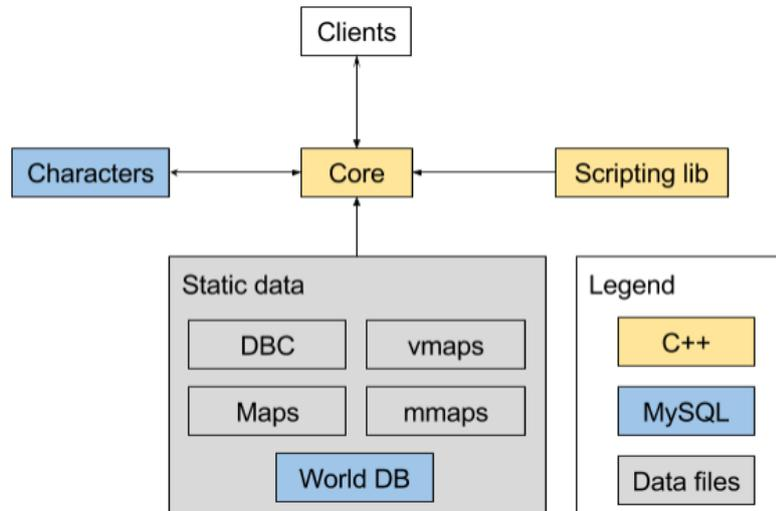 Clients
Characters
Core
Scripting lib
Static data
DBC
vmaps
Maps
mmaps
World DB
Legend
C++
MySQL
Data files